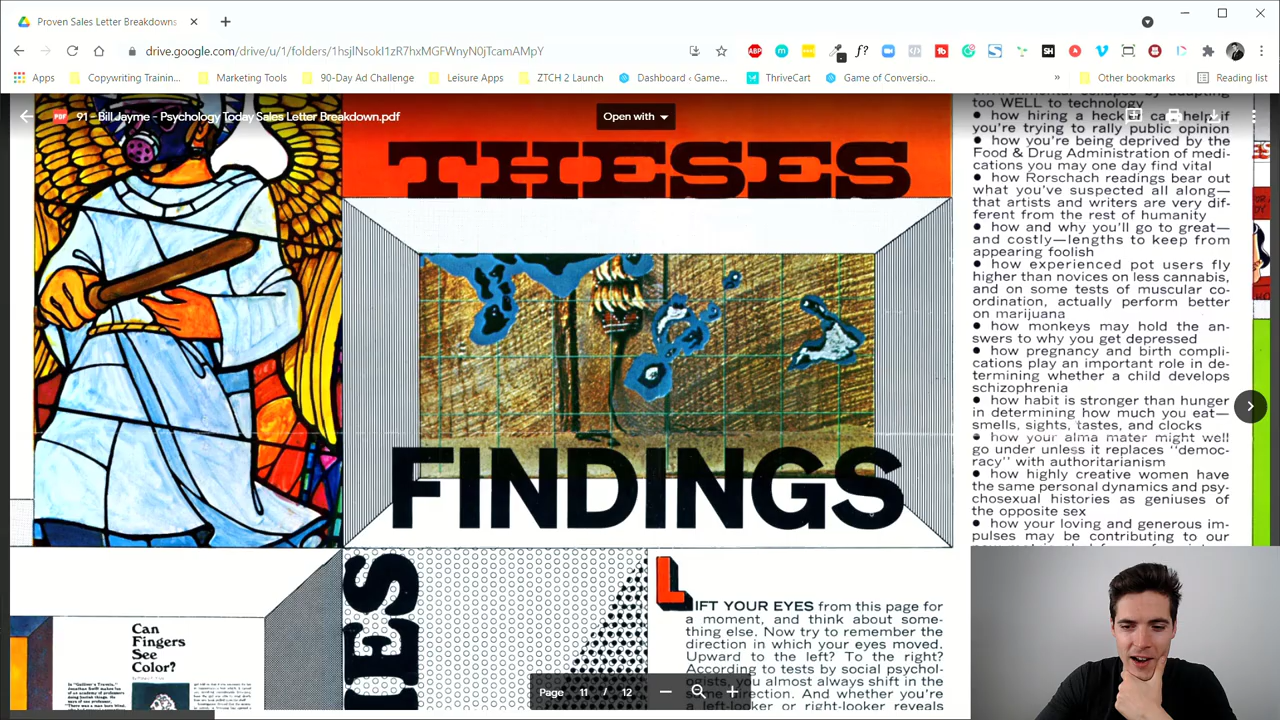 Proven Sales Letter Breakdowns
drive.google.com/drive/u/1/folders/1hsjlNsokI1zR7hxMGFWnyN0jTcamAMpY
Apps
Copywriting Trainin...
Marketing Tools
90-Day Ad Challenge
Leisure Apps
ZTCH 2 Launch
Dashboard ‹ Game...
ThriveCart
Game of Conversio...
»
Other bookmarks
Reading list
91 - Bill Jayme - Psychology Today Sales Letter Breakdown.pdf
Open with
THESES
FINDINGS
too WELL to technology
• how hiring a heckler can help if
you're trying to rally public opinion
• how you're being deprived by the
Food & Drug Administration of medi-
cations you may one day find vital
• how Rorschach readings bear out
what you've suspected all along—
that artists and writers are very dif-
ferent from the rest of humanity
• how and why you'll go to great—
and costly—lengths to keep from
appearing foolish
• how experienced pot users fly
higher than novices on less cannabis,
and on some tests of muscular co-
ordination, actually perform better
on marijuana
• how monkeys may hold the an-
swers to why you get depressed
• how pregnancy and birth compli-
cations play an important role in de-
termining whether a child develops
schizophrenia
• how habit is stronger than hunger
in determining how much you eat—
smells, sights, tastes, and clocks
• how your alma mater might well
go under unless it replaces "democ-
racy" with authoritarianism
• how highly creative women have
the same personal dynamics and psy-
chosexual histories as geniuses of
the opposite sex
• how your loving and generous im-
pulses may be contributing to our
Can
Fingers
See
Color?
IES
LIFT YOUR EYES from this page for
a moment, and think about some-
thing else. Now try to remember the
direction in which your eyes moved.
Upward to the left? To the right?
According to tests by social psychol-
ogists, you almost always shift in the
same direction. And whether
a left-looker or right-looker reveals
Page 11 / 12